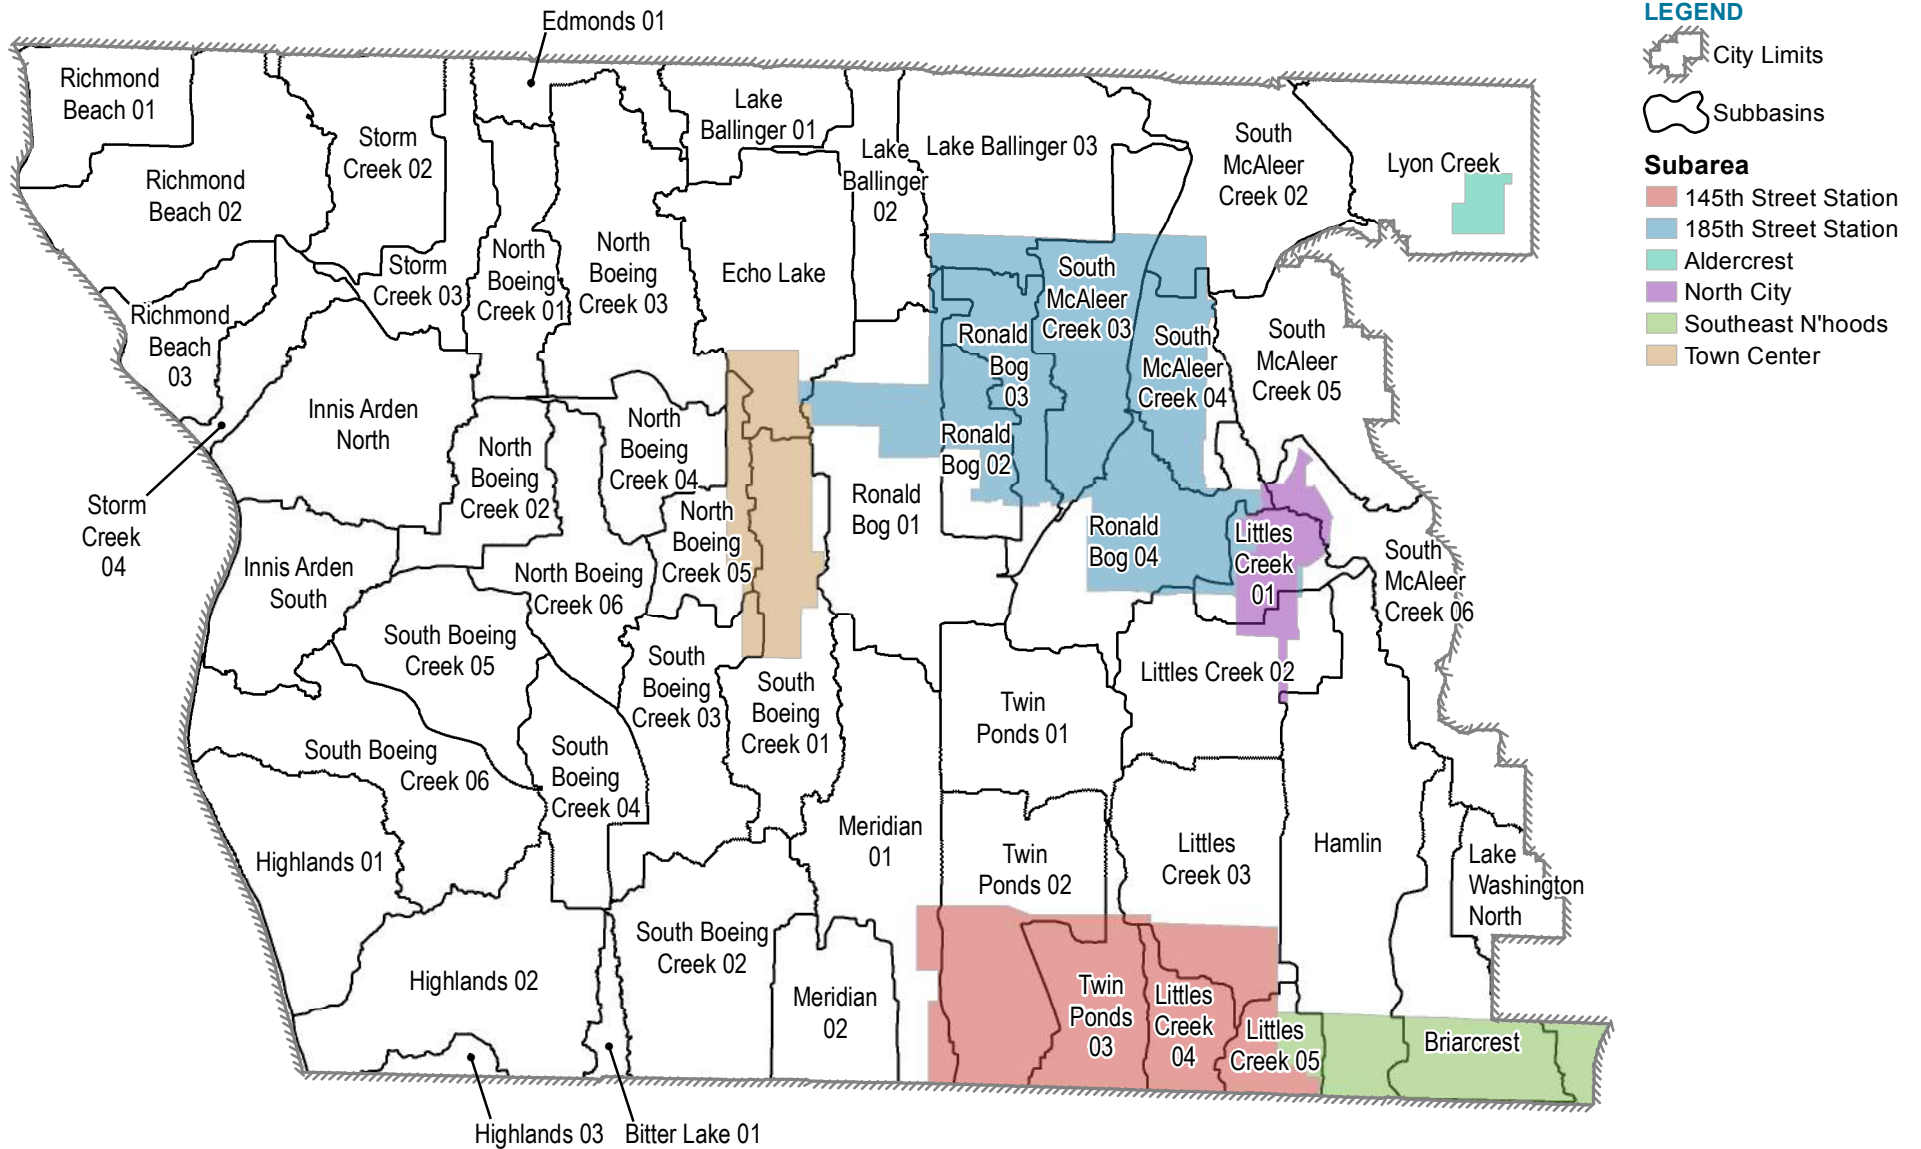 Edmonds 01
Richmond
Beach 01
Storm
Creek 02
Lake
Ballinger 01
Lake
Ballinger
02
Lake Ballinger 03
South
McAleer
Creek 02
Lyon Creek
Richmond
Beach 02
Storm
Creek 03
North
Boeing
Creek 01
North
Boeing
Creek 03
Echo Lake
South
McAleer
Creek 03
Richmond
Beach
03
Ronald
Bog
03
South
McAleer
Creek 04
South
McAleer
Creek 05
Innis Arden
North
North
Boeing
Creek 02
North
Boeing
Creek 04
Ronald
Bog 02
Storm
Creek
04
North
Boeing
Creek 05
Ronald
Bog 01
Ronald
Bog 04
Littles
Creek
01
South
McAleer
Creek 06
Innis Arden
South
North Boeing
Creek 06
South Boeing
Creek 05
South
Boeing
Creek 03
South
Boeing
Creek 01
Twin
Ponds 01
Littles Creek 02
South Boeing
Creek 06
South
Boeing
Creek 04
Highlands 01
Meridian
01
Twin
Ponds 02
Littles
Creek 03
Hamlin
Lake
Washington
North
Highlands 02
South Boeing
Creek 02
Meridian
02
Twin
Ponds
03
Littles
Creek
04
Littles
Creek 05
Briarcrest
Highlands 03
Bitter Lake 01
LEGEND
City Limits
Subbasins
Subarea
145th Street Station
185th Street Station
Aldercrest
North City
Southeast N'hoods
Town Center